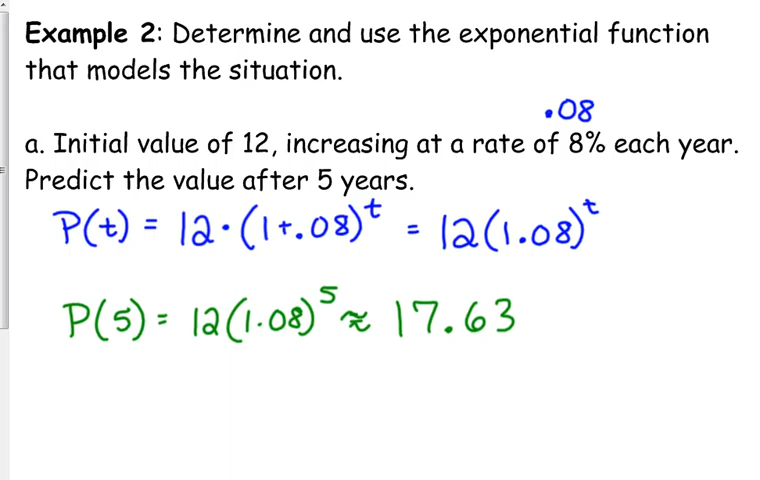 Example 2: Determine and use the exponential function
that models the situation.
.08
a. Initial value of 12, increasing at a rate of 8% each year.
Predict the value after 5 years.
P(t) = 12 · (1+.08)^t = 12(1.08)^t
P(5) = 12(1.08)^5 ≈ 17.63